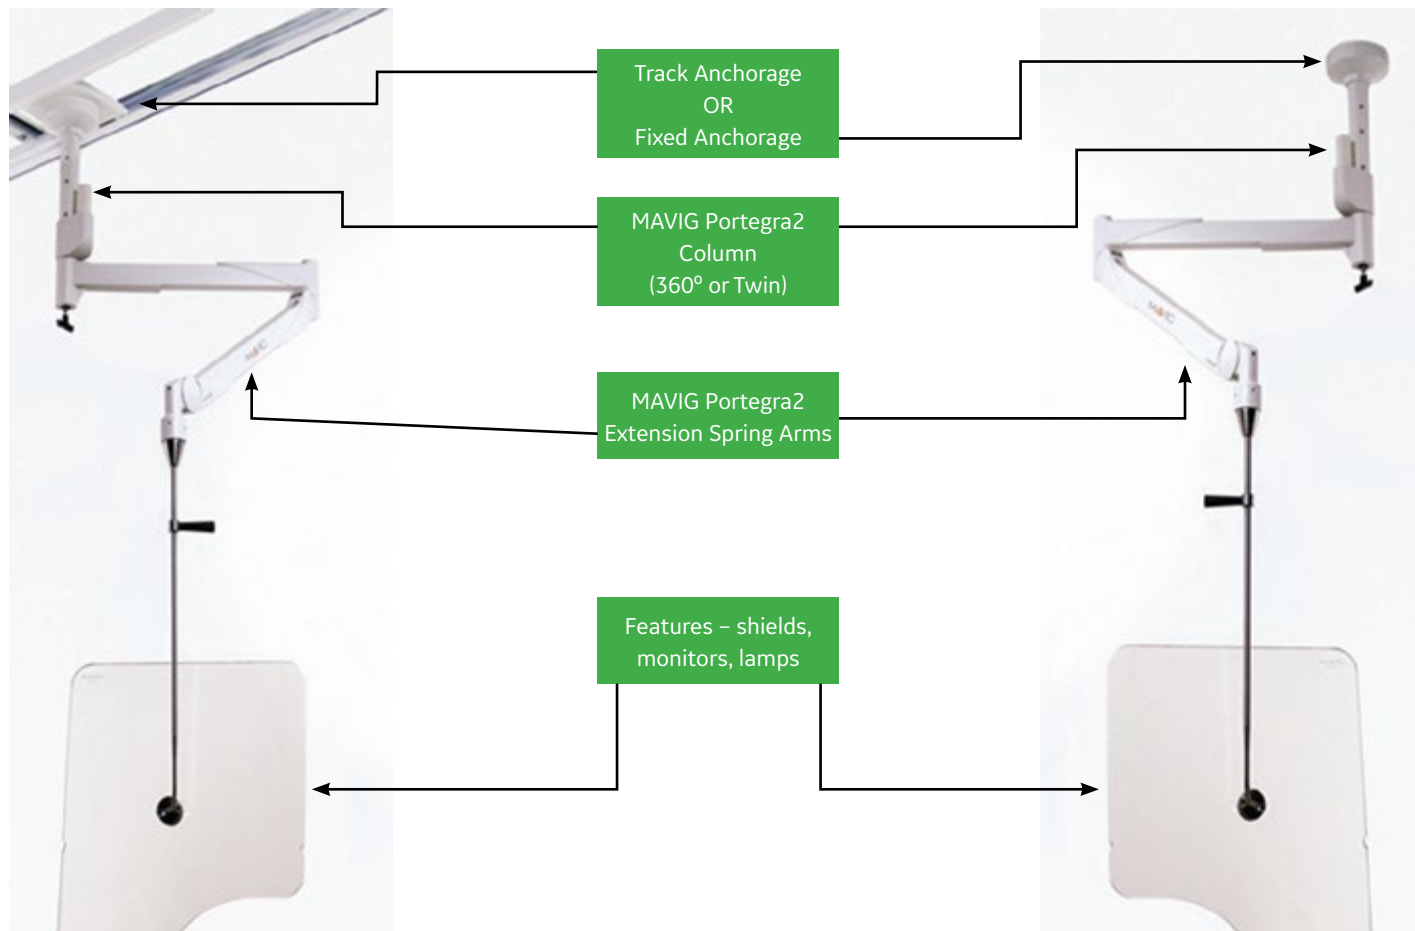 Track Anchorage
OR
Fixed Anchorage
MAVIG Portegra2
Column
(360º or Twin)
MAVIG Portegra2
Extension Spring Arms
Features – shields,
monitors, lamps